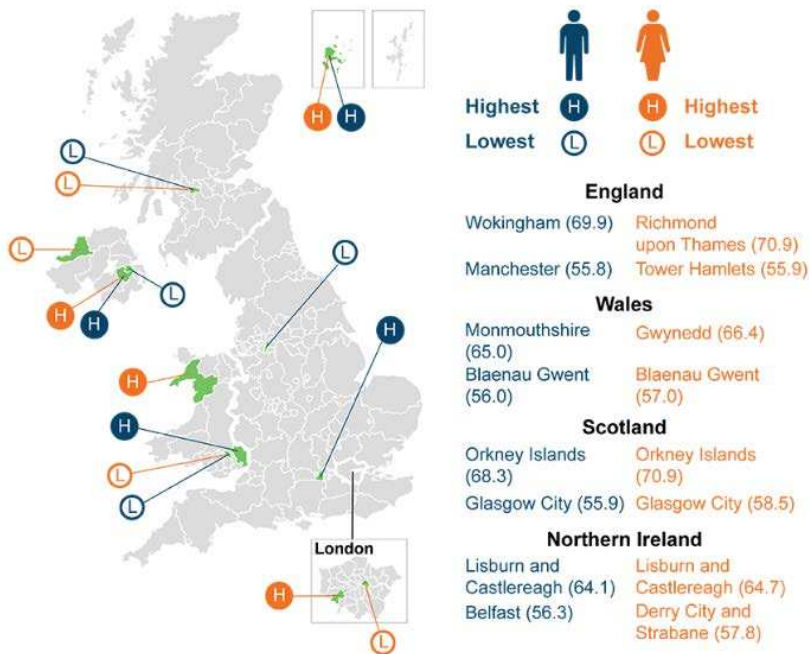 H
H
L
L
L
L
H
H
L
H
H
H
L
L
London
H
L
Highest H H Highest
Lowest L L Lowest
England
Wokingham (69.9)
Richmond
upon Thames (70.9)
Manchester (55.8)
Tower Hamlets (55.9)
Wales
Monmouthshire
(65.0)
Gwynedd (66.4)
Blaenau Gwent
(56.0)
Blaenau Gwent
(57.0)
Scotland
Orkney Islands
(68.3)
Orkney Islands
(70.9)
Glasgow City (55.9)
Glasgow City (58.5)
Northern Ireland
Lisburn and
Castlereagh (64.1)
Lisburn and
Castlereagh (64.7)
Belfast (56.3)
Derry City and
Strabane (57.8)